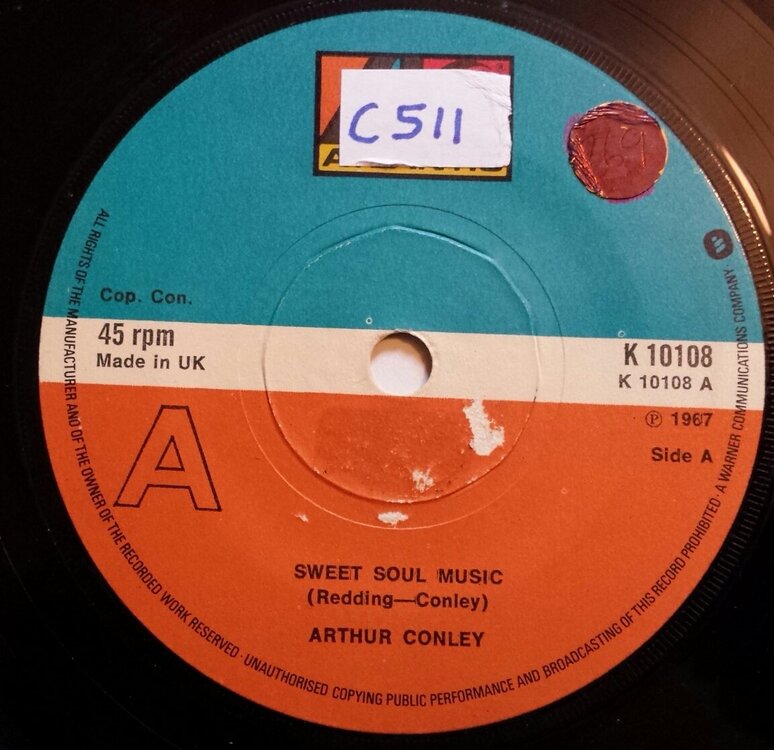 C511
Cop. Con.
45 rpm
Made in UK
K 10108
K 10108 A
℗ 1967
Side A
A
SWEET SOUL MUSIC
(Redding—Conley)
ARTHUR CONLEY
ALL RIGHTS OF THE MANUFACTURER AND OF THE OWNER OF THE RECORDED WORK RESERVED · UNAUTHORISED COPYING PUBLIC PERFORMANCE AND BROADCASTING OF THIS RECORD PROHIBITED · A WARNER COMMUNICATIONS COMPANY